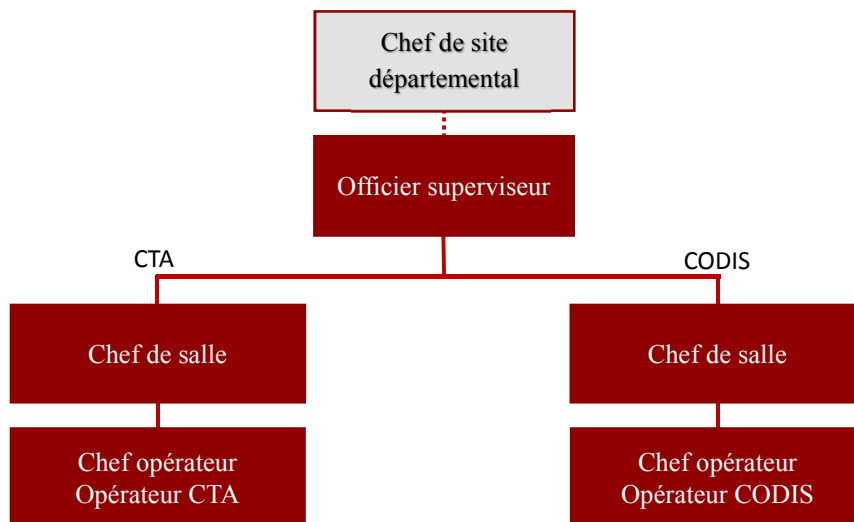 Chef de site
départemental
Officier superviseur
CTA
CODIS
Chef de salle
Chef de salle
Chef opérateur
Opérateur CTA
Chef opérateur
Opérateur CODIS